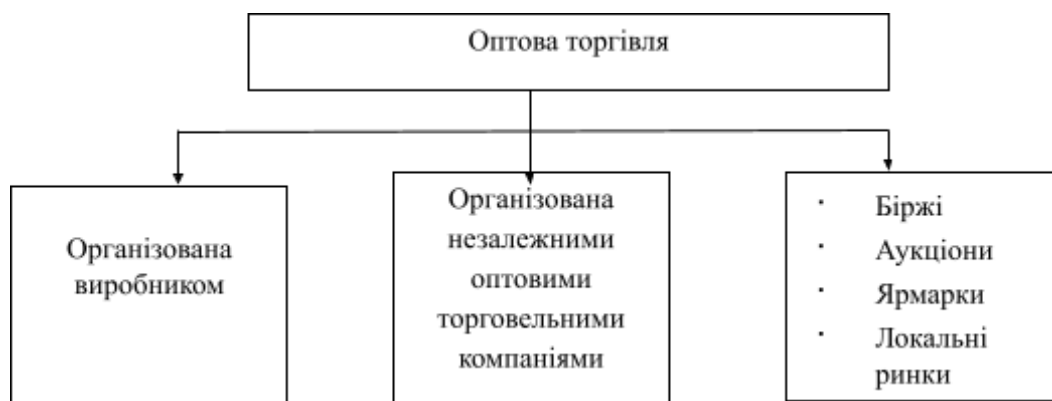 Оптова торгівля
Організована
виробником
Організована
незалежними
оптовими
торговельними
компаніями
· Біржі
· Аукціони
· Ярмарки
· Локальні
ринки